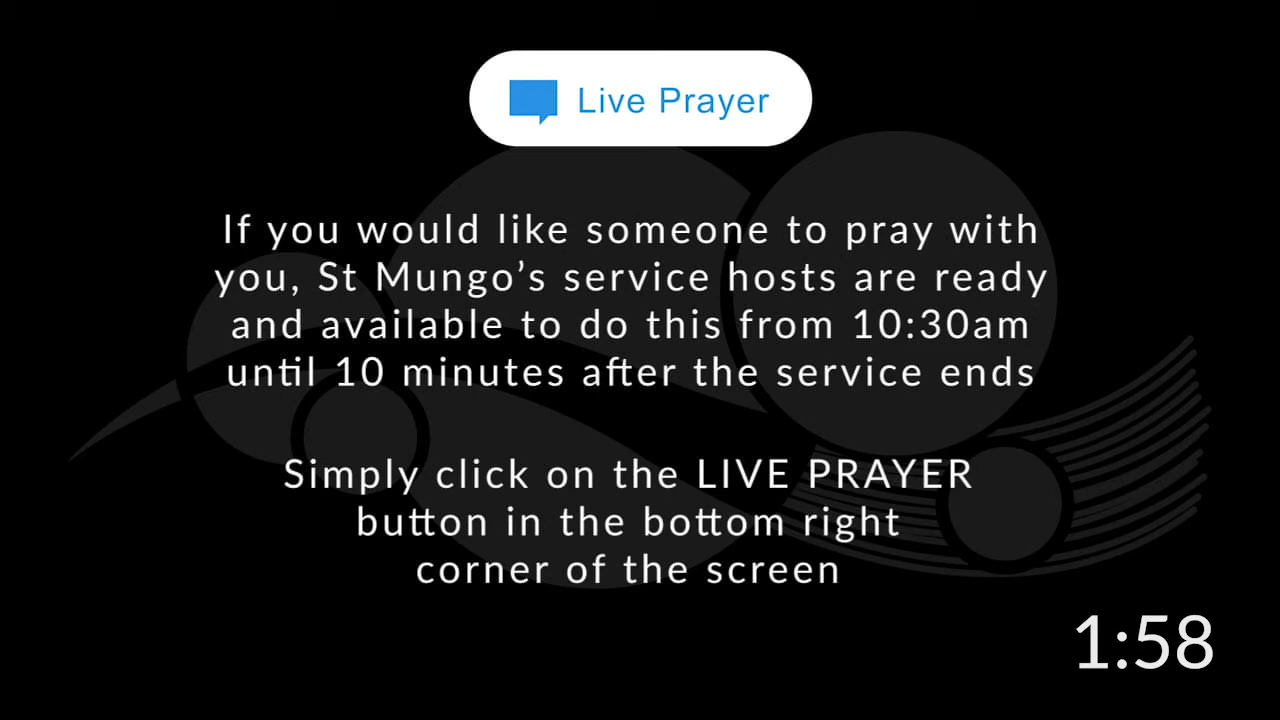 Live Prayer
If you would like someone to pray with
you, St Mungo’s service hosts are ready
and available to do this from 10:30am
until 10 minutes after the service ends
Simply click on the LIVE PRAYER
button in the bottom right
corner of the screen
1:58